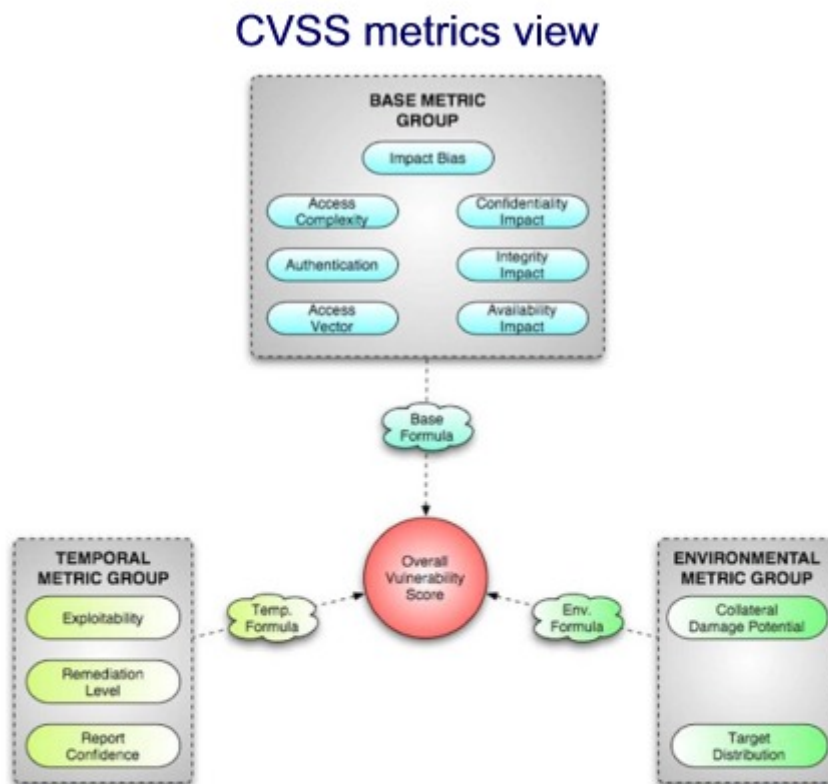 CVSS metrics view
BASE METRIC
GROUP
Impact Bias
Access
Complexity
Confidentiality
Impact
Authentication
Integrity
Impact
Access
Vector
Availability
Impact
Base
Formula
Overall
Vulnerability
Score
TEMPORAL
METRIC GROUP
Exploitability
Remediation
Level
Report
Confidence
Temp.
Formula
Env.
Formula
ENVIRONMENTAL
METRIC GROUP
Collateral
Damage Potential
Target
Distribution